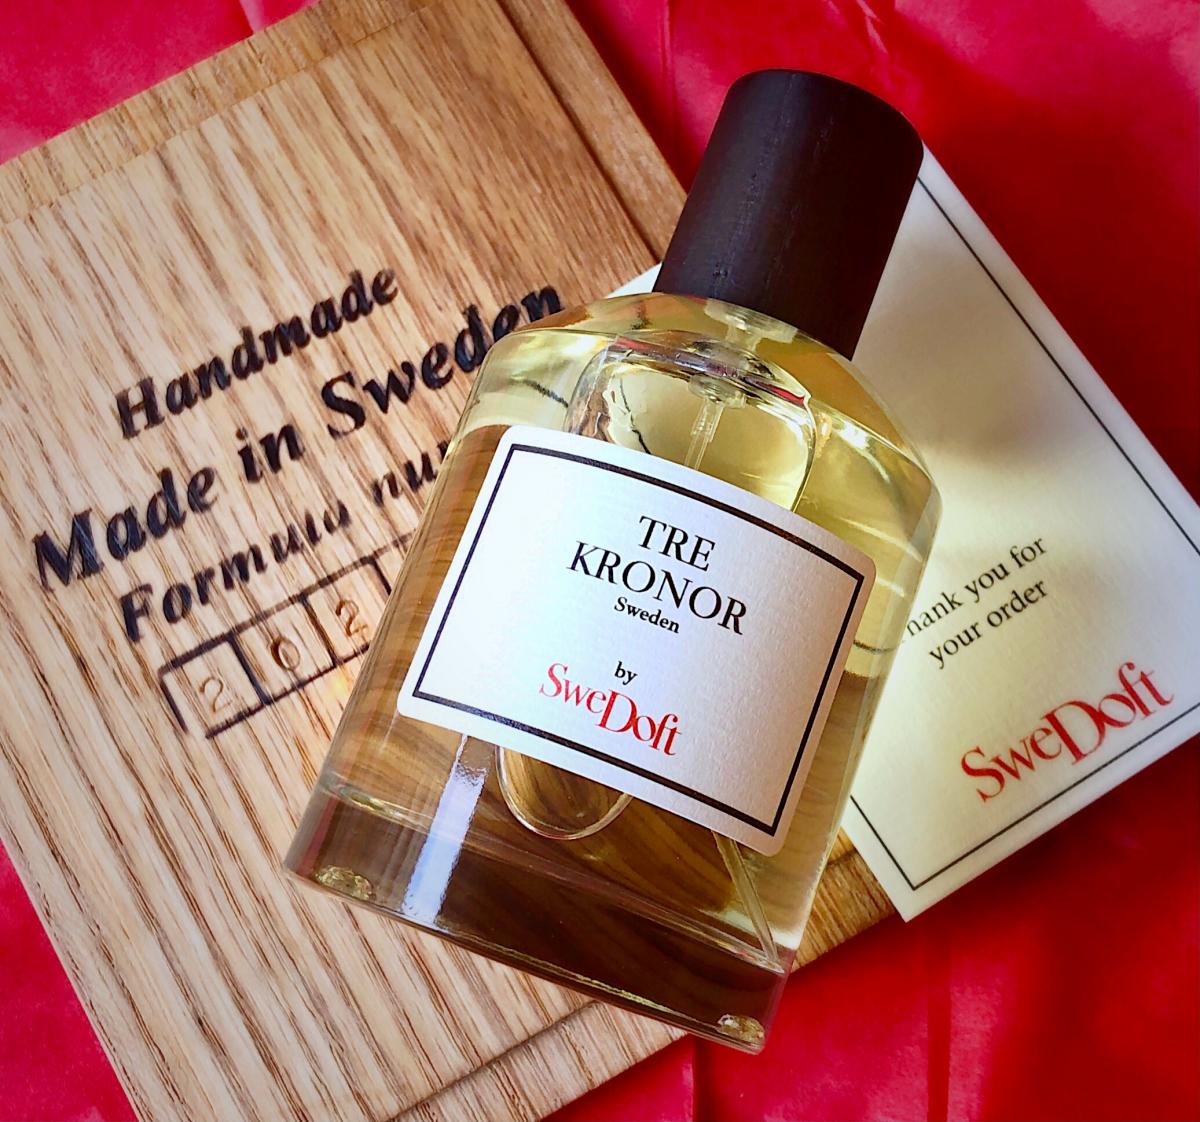 Handmade
Made in Sweden
Formula
2 0 2
TRE
KRONOR
Sweden
by
SweDoft
you for
your order
SweDoft